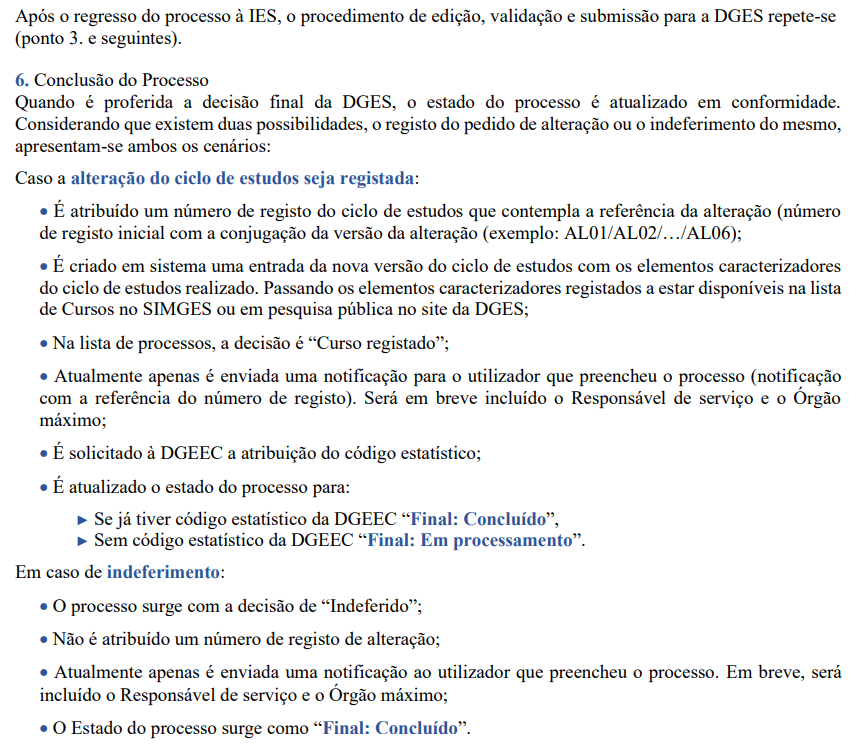 Após o regresso do processo à IES, o procedimento de edição, validação e submissão para a DGES repete-se
(ponto 3. e seguintes).
6. Conclusão do Processo
Quando é proferida a decisão final da DGES, o estado do processo é atualizado em conformidade.
Considerando que existem duas possibilidades, o registo do pedido de alteração ou o indeferimento do mesmo,
apresentam-se ambos os cenários:
Caso a alteração do ciclo de estudos seja registada:
• É atribuído um número de registo do ciclo de estudos que contempla a referência da alteração (número
de registo inicial com a conjugação da versão da alteração (exemplo: AL01/AL02/…/AL06);
• É criado em sistema uma entrada da nova versão do ciclo de estudos com os elementos caracterizadores
do ciclo de estudos realizado. Passando os elementos caracterizadores registados a estar disponíveis na lista
de Cursos no SIMGES ou em pesquisa pública no site da DGES;
• Na lista de processos, a decisão é “Curso registado”;
• Atualmente apenas é enviada uma notificação para o utilizador que preencheu o processo (notificação
com a referência do número de registo). Será em breve incluído o Responsável de serviço e o Órgão
máximo;
• É solicitado à DGEEC a atribuição do código estatístico;
• É atualizado o estado do processo para:
► Se já tiver código estatístico da DGEEC “Final: Concluído”,
► Sem código estatístico da DGEEC “Final: Em processamento”.
Em caso de indeferimento:
• O processo surge com a decisão de “Indeferido”;
• Não é atribuído um número de registo de alteração;
• Atualmente apenas é enviada uma notificação ao utilizador que preencheu o processo. Em breve, será
incluído o Responsável de serviço e o Órgão máximo;
• O Estado do processo surge como “Final: Concluído”.